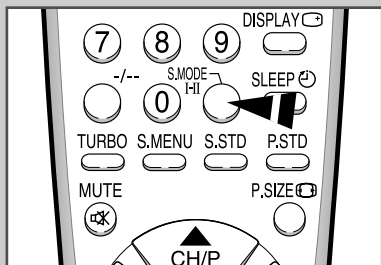 DISPLAY
7 8 9
-/-- S.MODE SLEEP
I-II
0
TURBO S.MENU S.STD P.STD
MUTE P.SIZE
CH/P